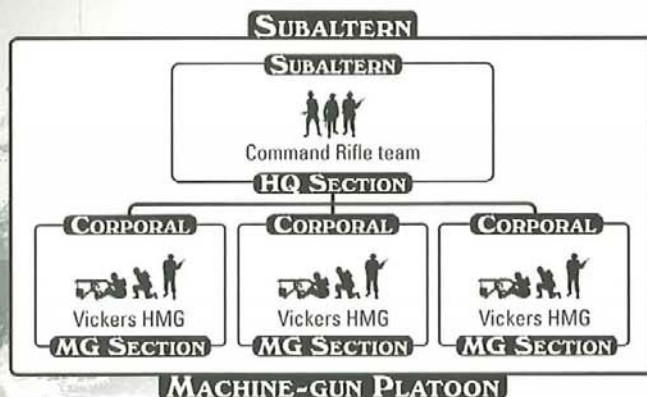 SUBALTERN
SUBALTERN
Command Rifle team
HQ SECTION
CORPORAL CORPORAL CORPORAL
Vickers HMG Vickers HMG Vickers HMG
MG SECTION MG SECTION MG SECTION
MACHINE-GUN PLATOON